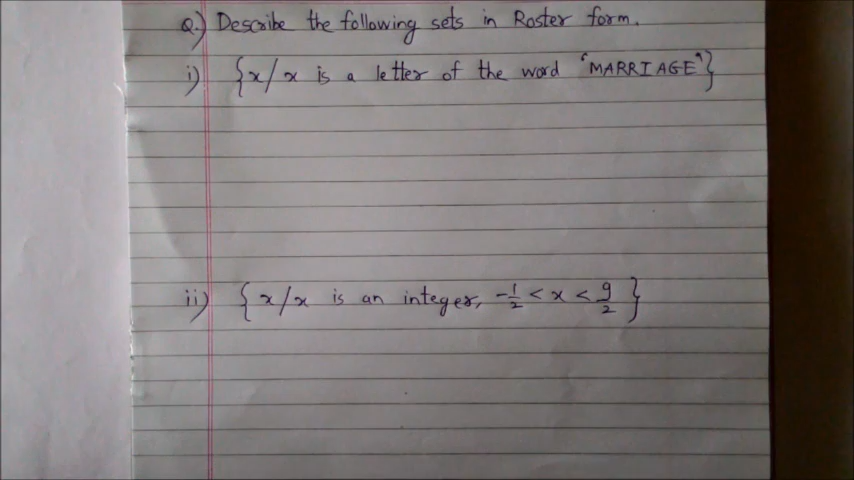 Q.) Describe the following sets in Roster form.
i) {x/x is a letter of the word "MARRIAGE"}
ii) {x/x is an integer, -1/2 < x < 9/2}